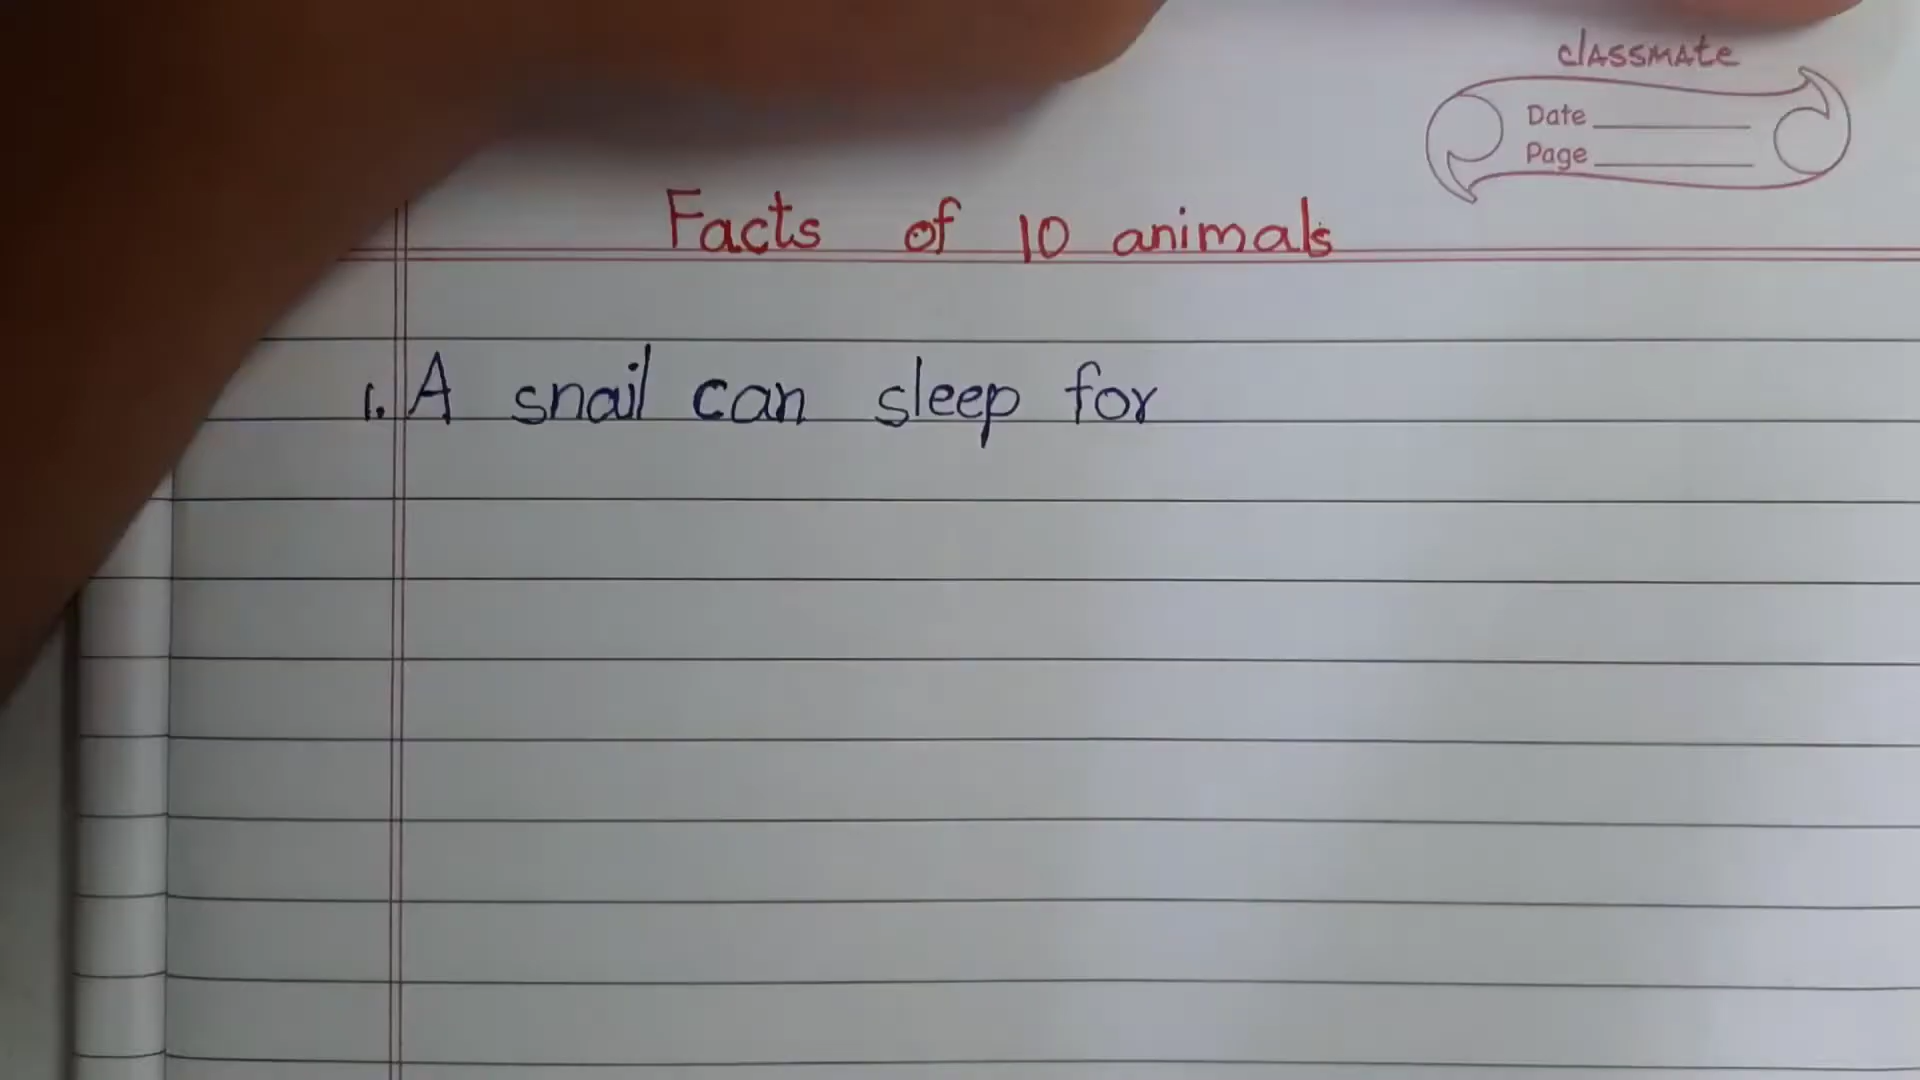 classmate
Date
Page
Facts of 10 animals
1. A snail can sleep for